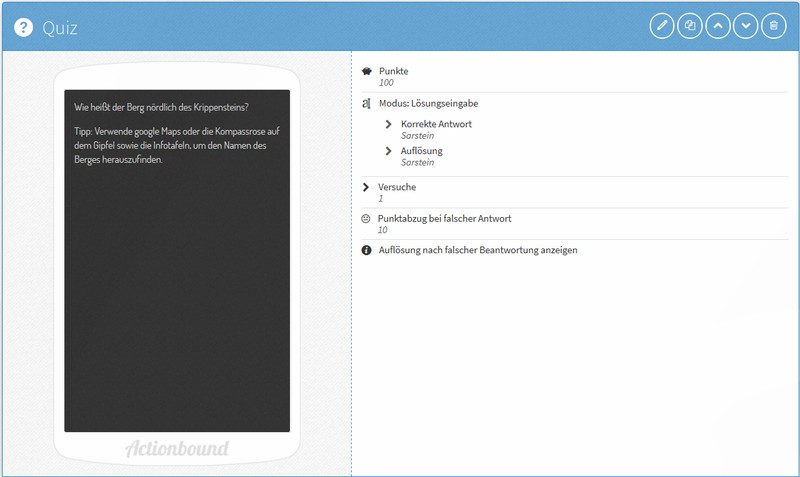 Quiz
Wie heißt der Berg nördlich des Krippensteins?
Tipp: Verwende google Maps oder die Kompassrose auf
dem Gipfel sowie die Infotafeln, um den Namen des
Berges herauszufinden.
Actionbound
Punkte
100
Modus: Lösungseingabe
Korrekte Antwort
Sarstein
Auflösung
Sarstein
Versuche
1
Punktabzug bei falscher Antwort
10
Auflösung nach falscher Beantwortung anzeigen